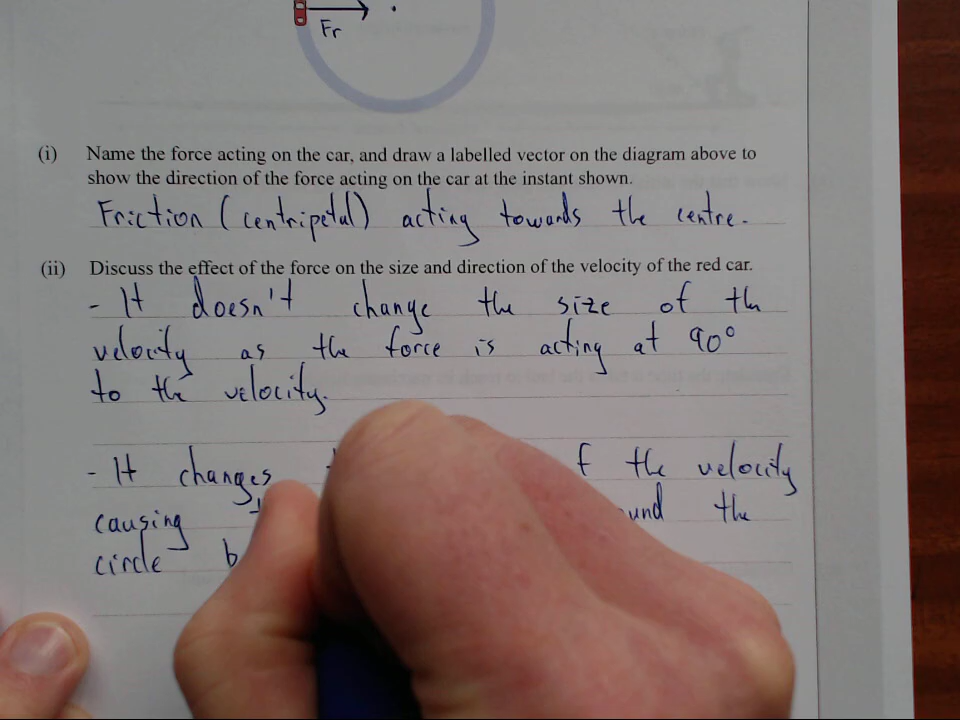 Fr
(i) Name the force acting on the car, and draw a labelled vector on the diagram above to
show the direction of the force acting on the car at the instant shown.
Friction (centripetal) acting towards the centre.
(ii) Discuss the effect of the force on the size and direction of the velocity of the red car.
- It doesn't change the size of the
velocity as the force is acting at 90°
to the velocity.
- It changes the velocity
causing the
circle